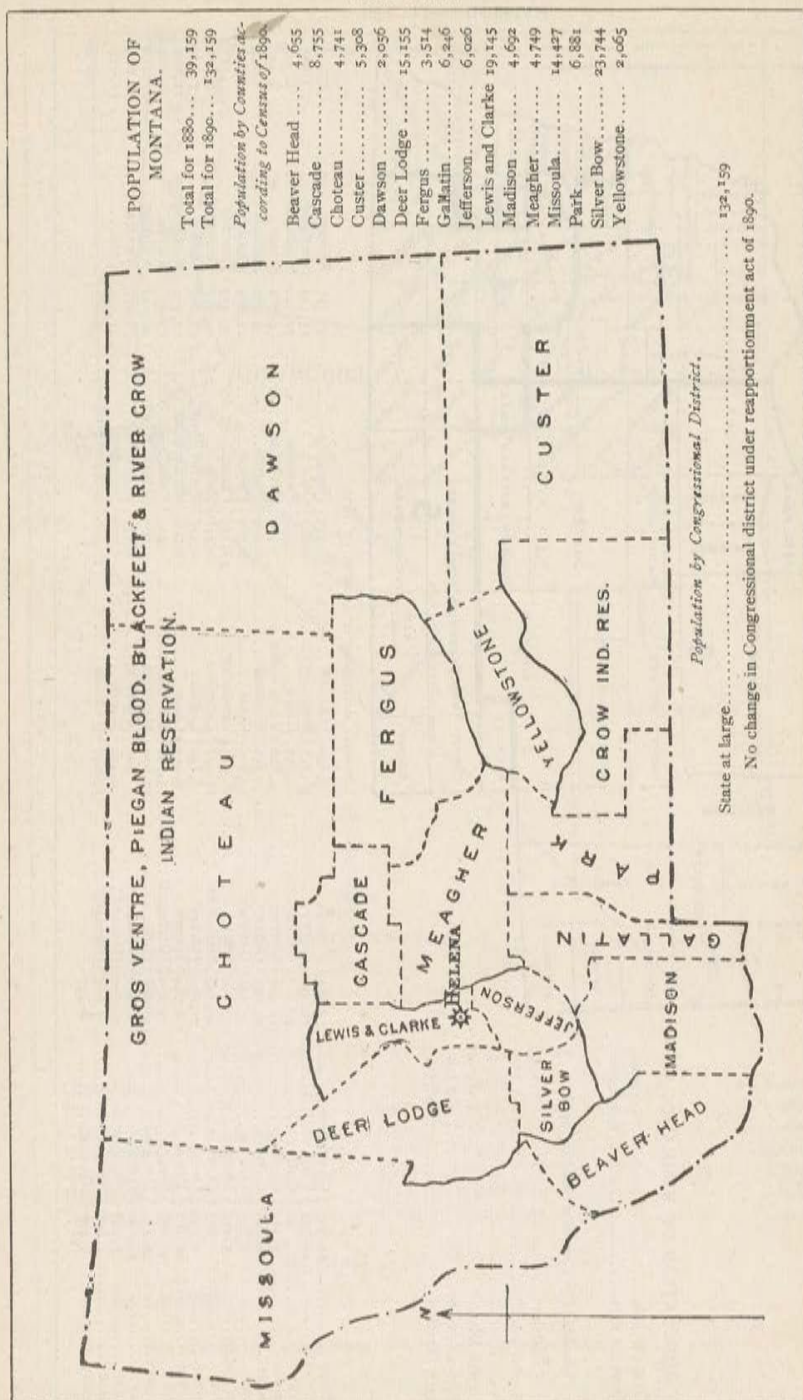 POPULATION OF
MONTANA.
Total for 1880... 39,159
Total for 1890... 132,159
Population by Counties ac-
cording to Census of 1890.
Beaver Head .... 4,655
Cascade.......... 8,755
Choteau......... 4,741
Custer........... 5,308
Dawson ......... 2,056
Deer Lodge ..... 15,155
Fergus ... ....... 3,514
Gallatin.......... 6,246
Jefferson......... 6,026
Lewis and Clarke 19,145
Madison ........ 4,692
Meagher........ 4,749
Missoula........ 14,427
Park............. 6,881
Silver Bow...... 23,744
Yellowstone..... 2,065
GROS VENTRE, PIEGAN BLOOD. BLACKFEET & RIVER CROW
INDIAN RESERVATION.
MISSOULA
CHOTEAU
DAWSON
DEER LODGE
LEWIS & CLARKE
CASCADE
FERGUS
HELENA
MEAGHER
JEFFERSON
SILVER
BOW
YELLOWSTONE
CUSTER
BEAVER HEAD
MADISON
GALLATIN
PARK
CROW IND. RES.
N
Population by Congressional District.
State at large........................................ 132,159
No change in Congressional district under reapportionment act of 1890.